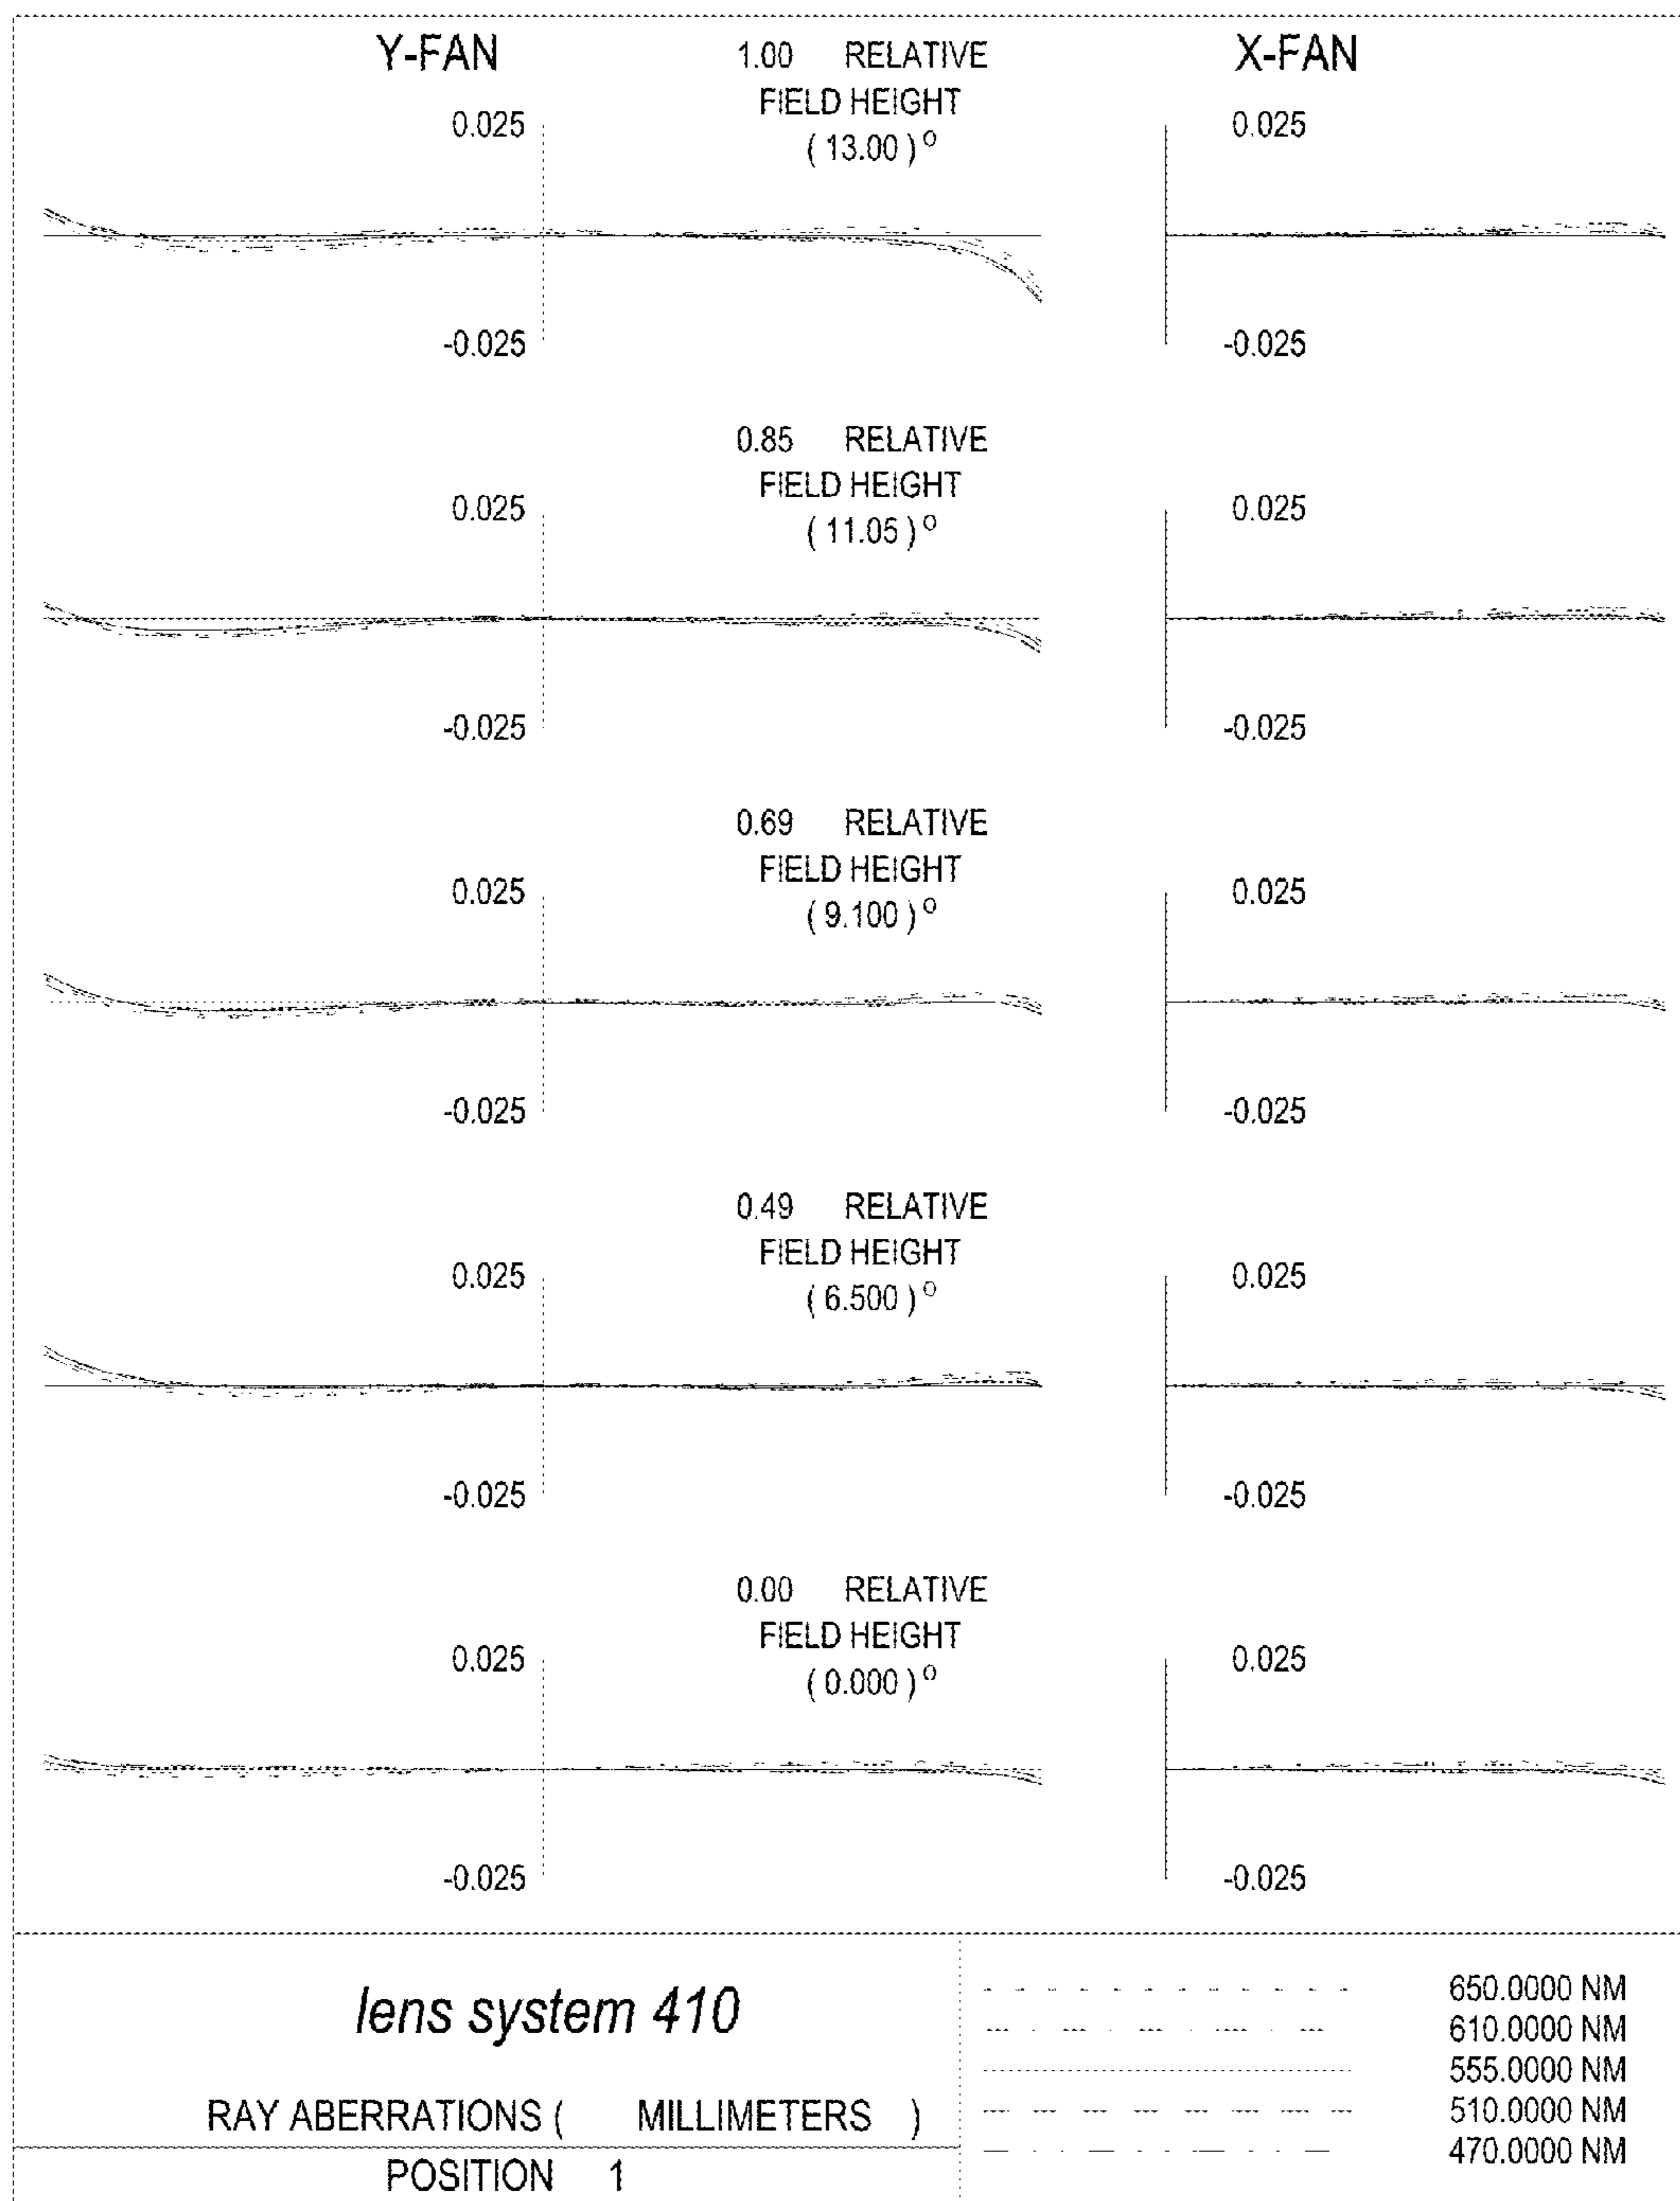 Y-FAN
1.00 RELATIVE
FIELD HEIGHT
( 13.00 )º
X-FAN
0.025
0.025
-0.025
-0.025
0.85 RELATIVE
FIELD HEIGHT
( 11.05 )º
0.025
0.025
-0.025
-0.025
0.69 RELATIVE
FIELD HEIGHT
( 9.100 )º
0.025
0.025
-0.025
-0.025
0.49 RELATIVE
FIELD HEIGHT
( 6.500 )º
0.025
0.025
-0.025
-0.025
0.00 RELATIVE
FIELD HEIGHT
( 0.000 )º
0.025
0.025
-0.025
-0.025
lens system 410
RAY ABERRATIONS ( MILLIMETERS )
POSITION 1
650.0000 NM
610.0000 NM
555.0000 NM
510.0000 NM
470.0000 NM